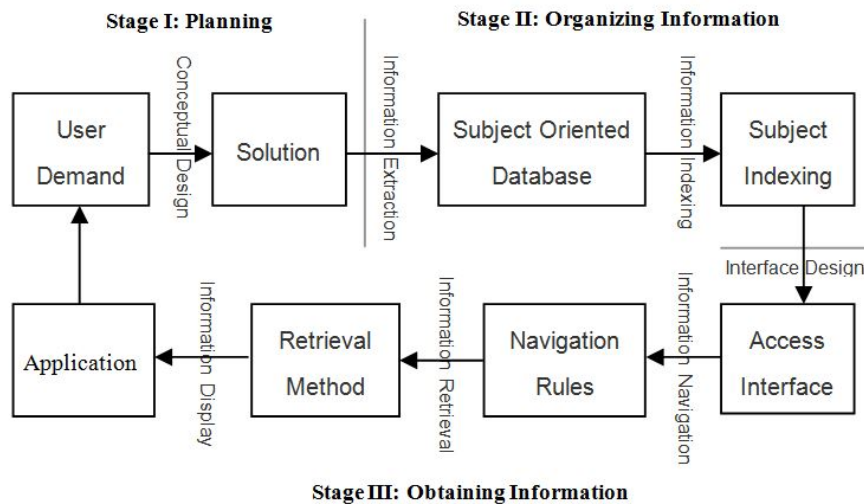 Stage I: Planning
Stage II: Organizing Information
User
Demand
Conceptual Design
Solution
Information Extraction
Subject Oriented
Database
Information Indexing
Subject
Indexing
Interface Design
Access
Interface
Information Navigation
Navigation
Rules
Information Retrieval
Retrieval
Method
Information Display
Application
Stage III: Obtaining Information